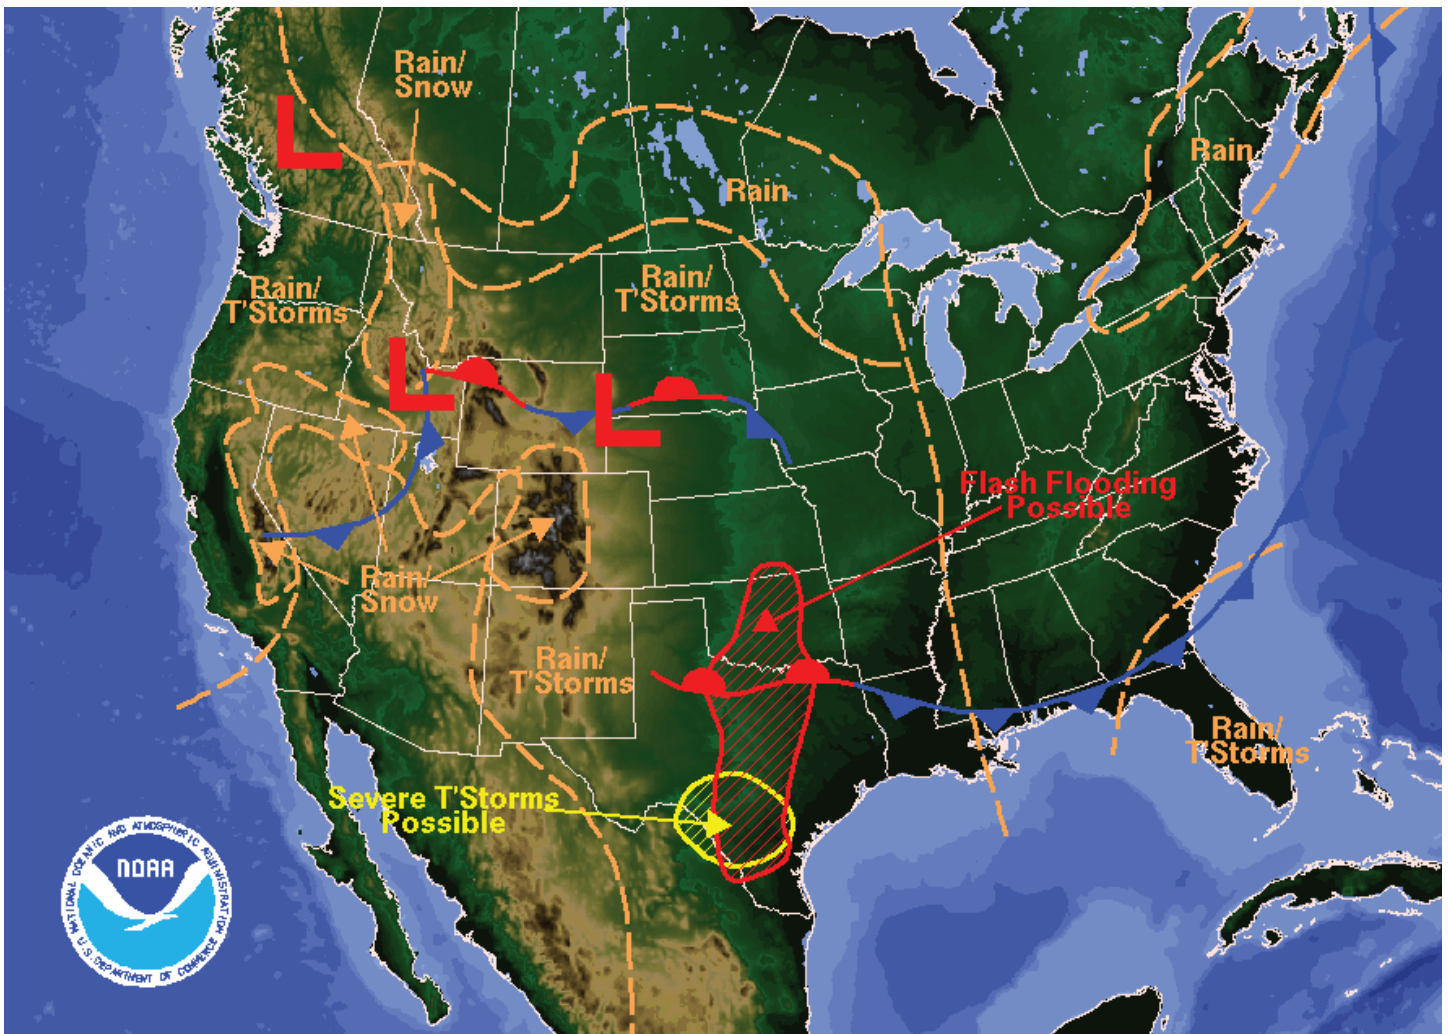 Rain/
Snow
L
Rain
Rain
Rain/
T'Storms
Rain/
T'Storms
L
L
Flash Flooding
Possible
Rain/
Snow
Rain/
T'Storms
Rain/
T'Storms
Severe T'Storms
Possible
NATIONAL OCEANIC AND ATMOSPHERIC ADMINISTRATION
NOAA
U.S. DEPARTMENT OF COMMERCE